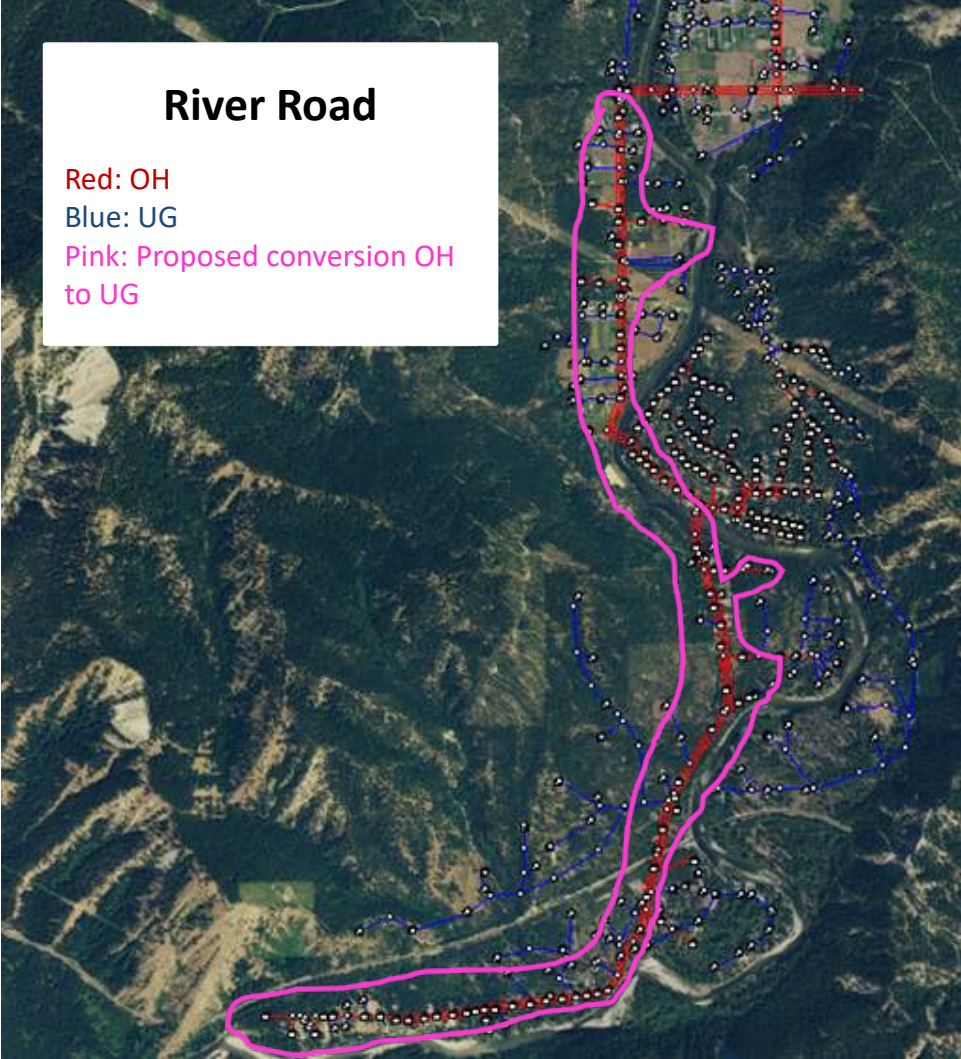 River Road
Red: OH
Blue: UG
Pink: Proposed conversion OH
to UG